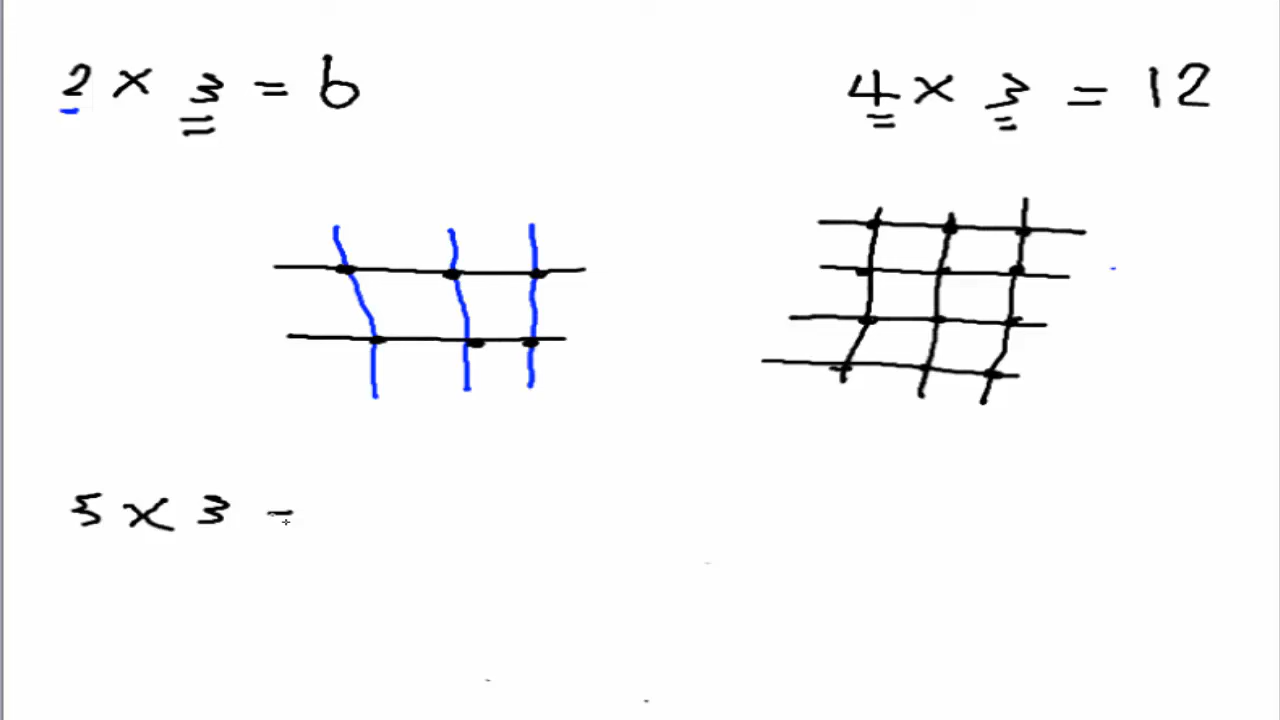 2 × 3 = 6
4 × 3 = 12
5 × 3 -